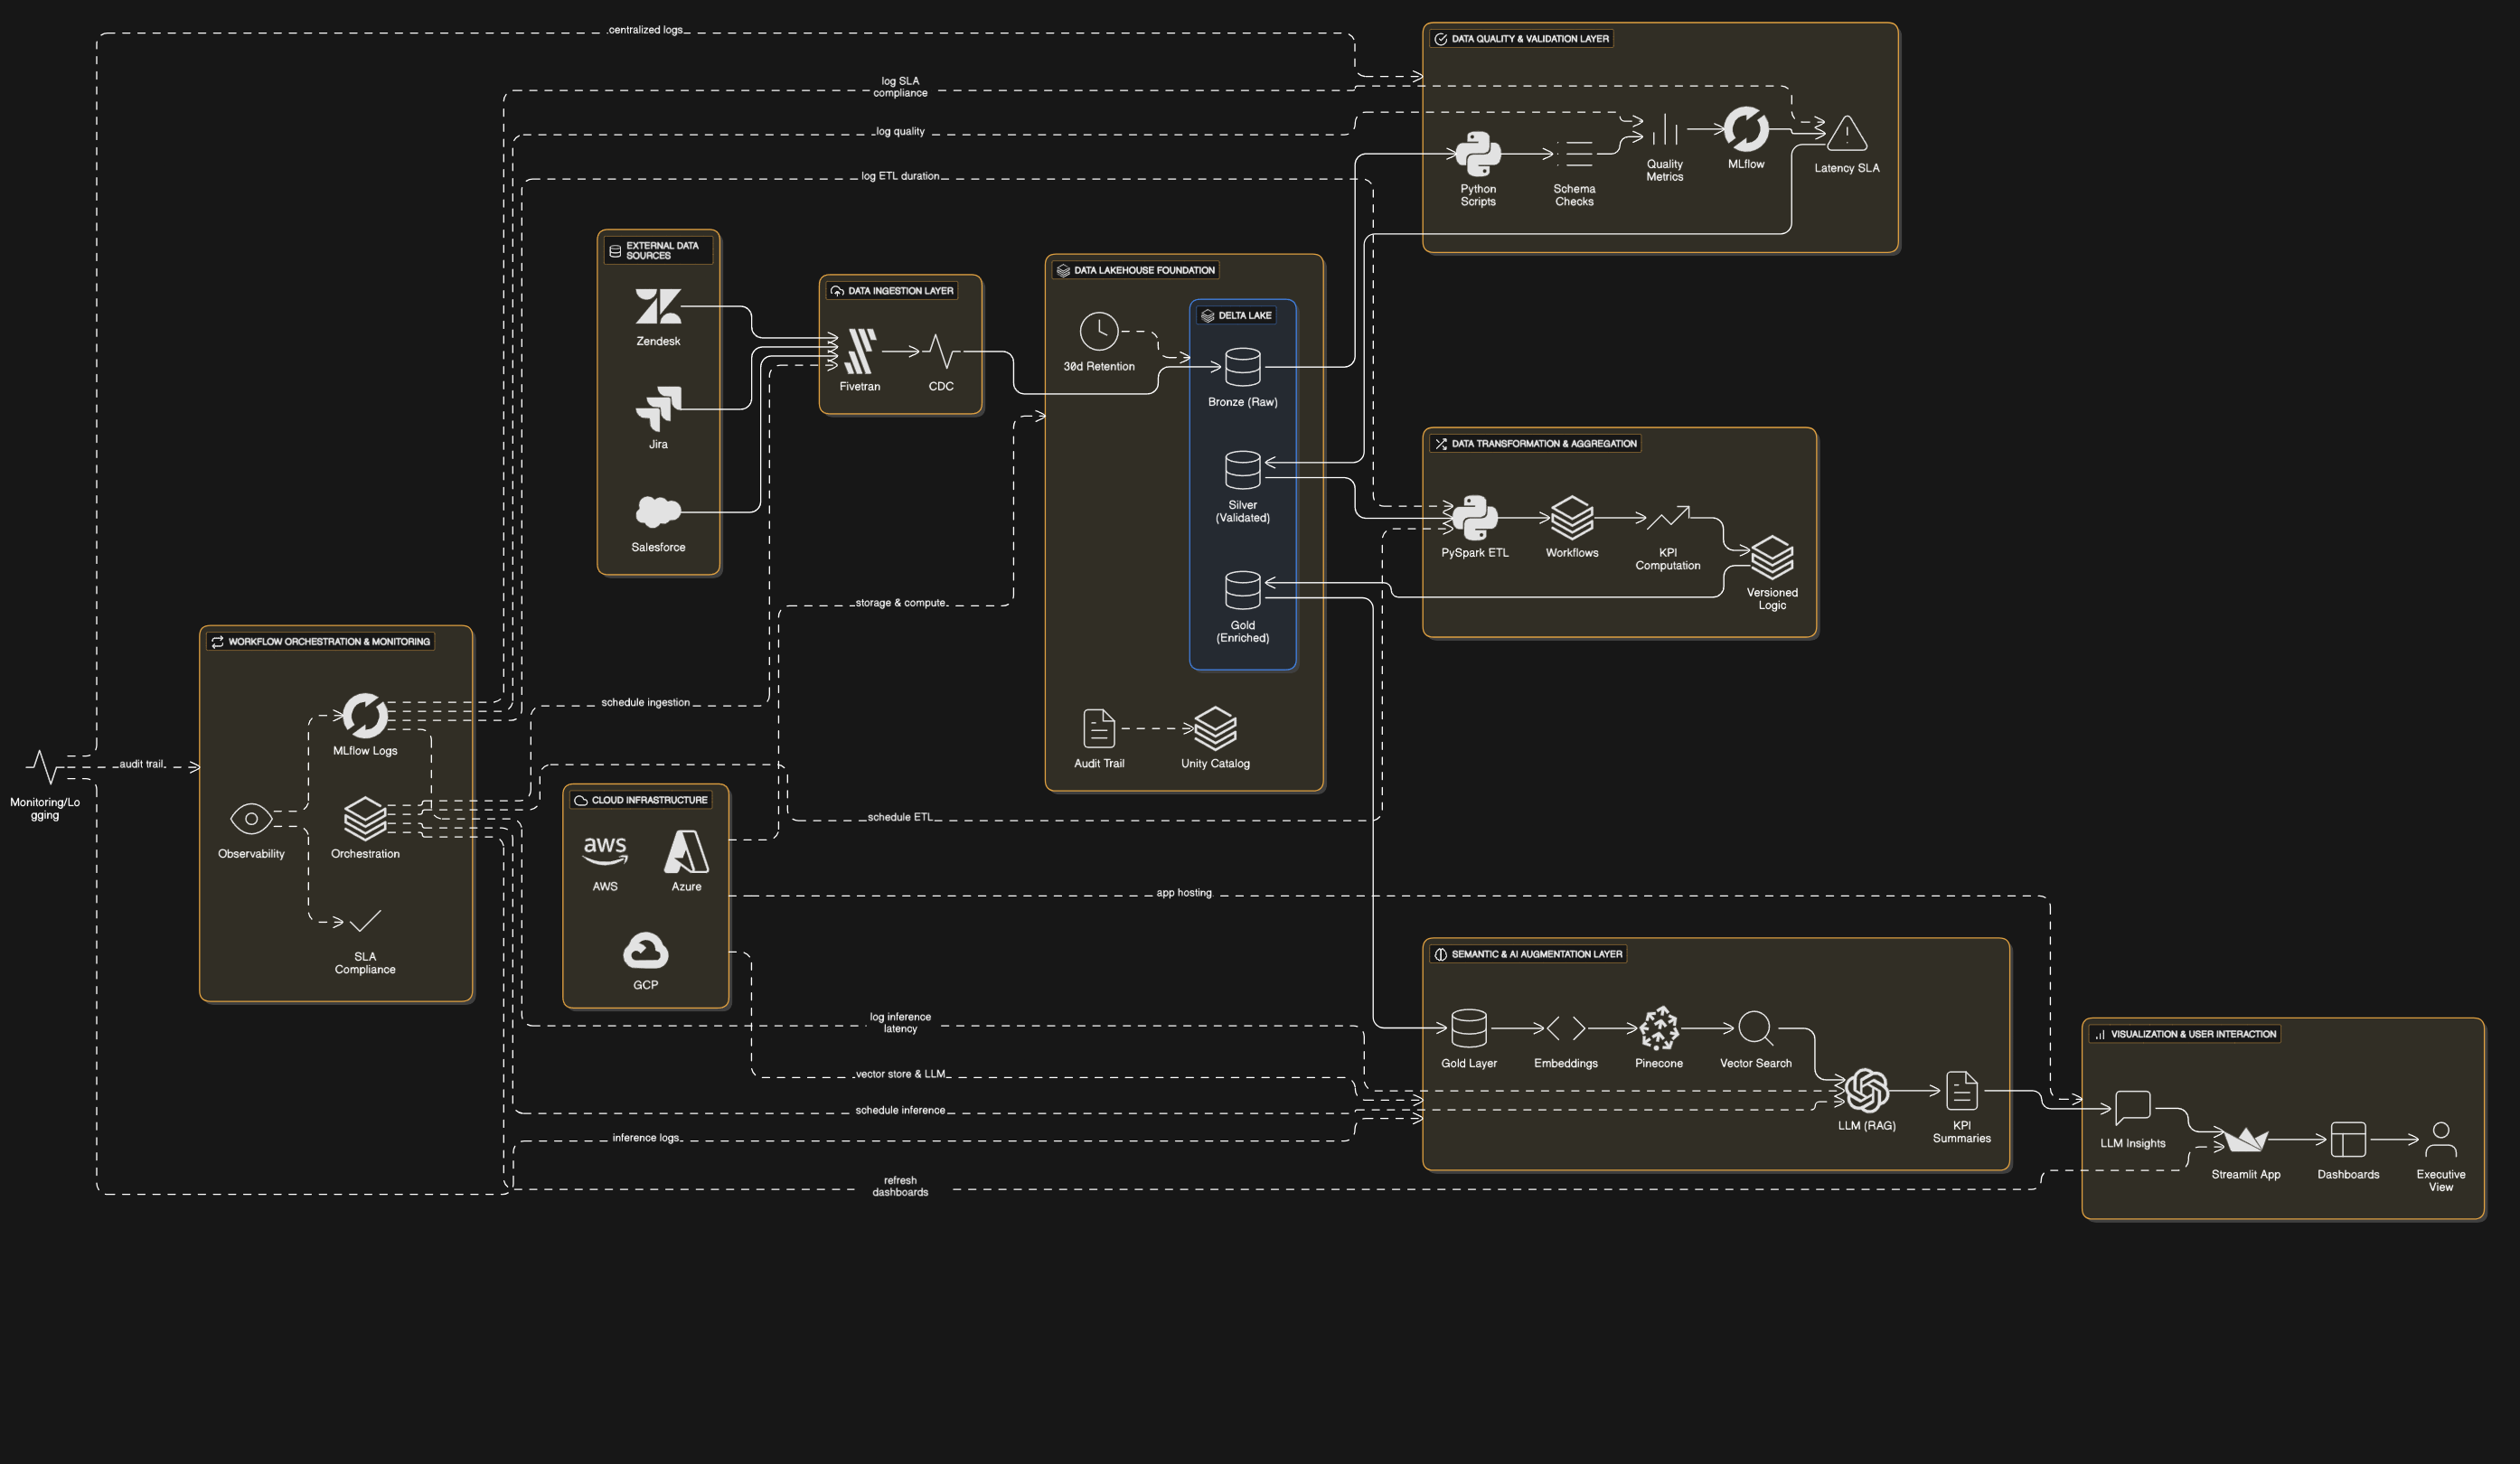 centralized logs
log SLA
compliance
log quality
log ETL duration
DATA QUALITY & VALIDATION LAYER
Python
Scripts
Schema
Checks
Quality
Metrics
MLflow
Latency SLA
EXTERNAL DATA
SOURCES
Zendesk
Jira
Salesforce
DATA INGESTION LAYER
Fivetran
CDC
DATA LAKEHOUSE FOUNDATION
30d Retention
DELTA LAKE
Bronze (Raw)
Silver
(Validated)
Gold
(Enriched)
Audit Trail
Unity Catalog
DATA TRANSFORMATION & AGGREGATION
PySpark ETL
Workflows
KPI
Computation
Versioned
Logic
storage & compute
schedule ingestion
WORKFLOW ORCHESTRATION & MONITORING
MLflow Logs
Observability
Orchestration
SLA
Compliance
audit trail
Monitoring/Lo
gging
CLOUD INFRASTRUCTURE
aws
AWS
Azure
GCP
schedule ETL
app hosting
log inference
latency
vector store & LLM
schedule inference
inference logs
refresh
dashboards
SEMANTIC & AI AUGMENTATION LAYER
Gold Layer
Embeddings
Pinecone
Vector Search
LLM (RAG)
KPI
Summaries
VISUALIZATION & USER INTERACTION
LLM Insights
Streamlit App
Dashboards
Executive
View